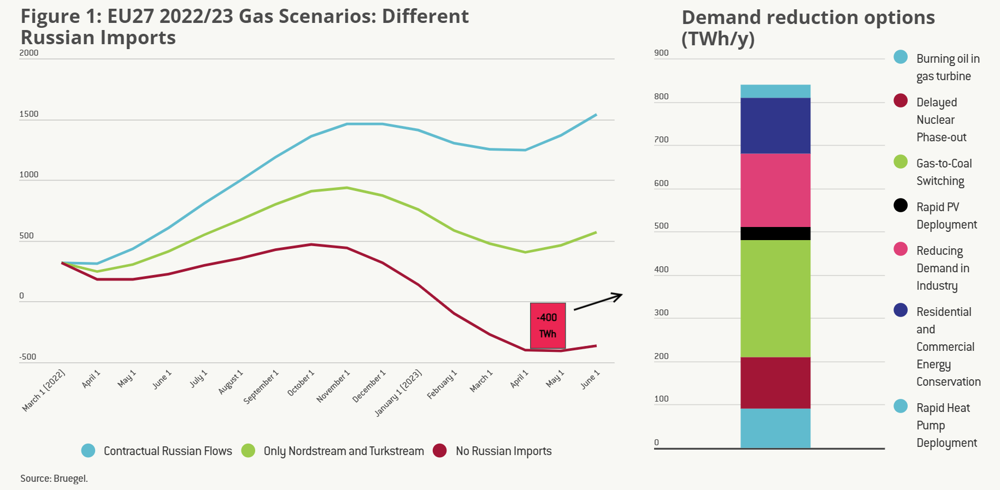 Figure 1: EU27 2022/23 Gas Scenarios: Different
Russian Imports
2000
1500
1000
500
0
-500
-400
TWh
March 1 (2022)
April 1
May 1
June 1
July 1
August 1
September 1
October 1
November 1
December 1
January 1 (2023)
February 1
March 1
April 1
May 1
June 1
Contractual Russian Flows
Only Nordstream and Turkstream
No Russian Imports
Source: Bruegel.
Demand reduction options
(TWh/y)
900
800
700
600
500
400
300
200
100
0
Burning oil in
gas turbine
Delayed
Nuclear
Phase-out
Gas-to-Coal
Switching
Rapid PV
Deployment
Reducing
Demand in
Industry
Residential
and
Commercial
Energy
Conservation
Rapid Heat
Pump
Deployment